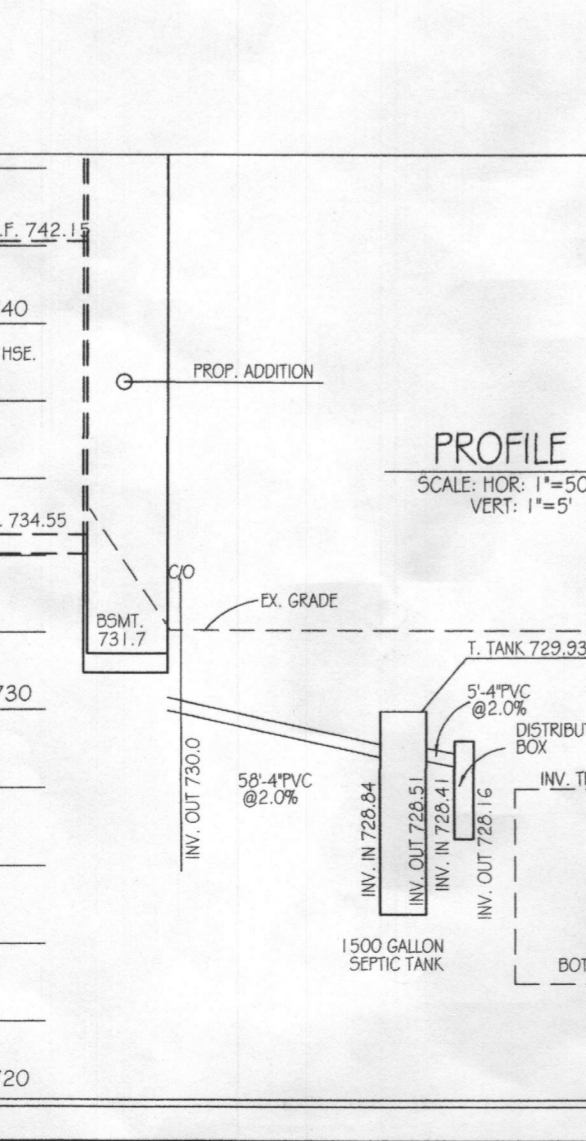 .F. 742.15
40
HSE.
PROP. ADDITION
PROFILE
SCALE: HOR: 1"=50
VERT: 1"=5'
. 734.55
C/O
EX. GRADE
BSMT.
731.7
T. TANK 729.93
730
5'-4"PVC
@2.0%
DISTRIBUT
BOX
INV. OUT 730.0
58'-4"PVC
@2.0%
INV. IN 728.84
INV. OUT 728.51
INV. IN 728.41
INV. OUT 728.16
INV. T
1500 GALLON
SEPTIC TANK
BOT
720